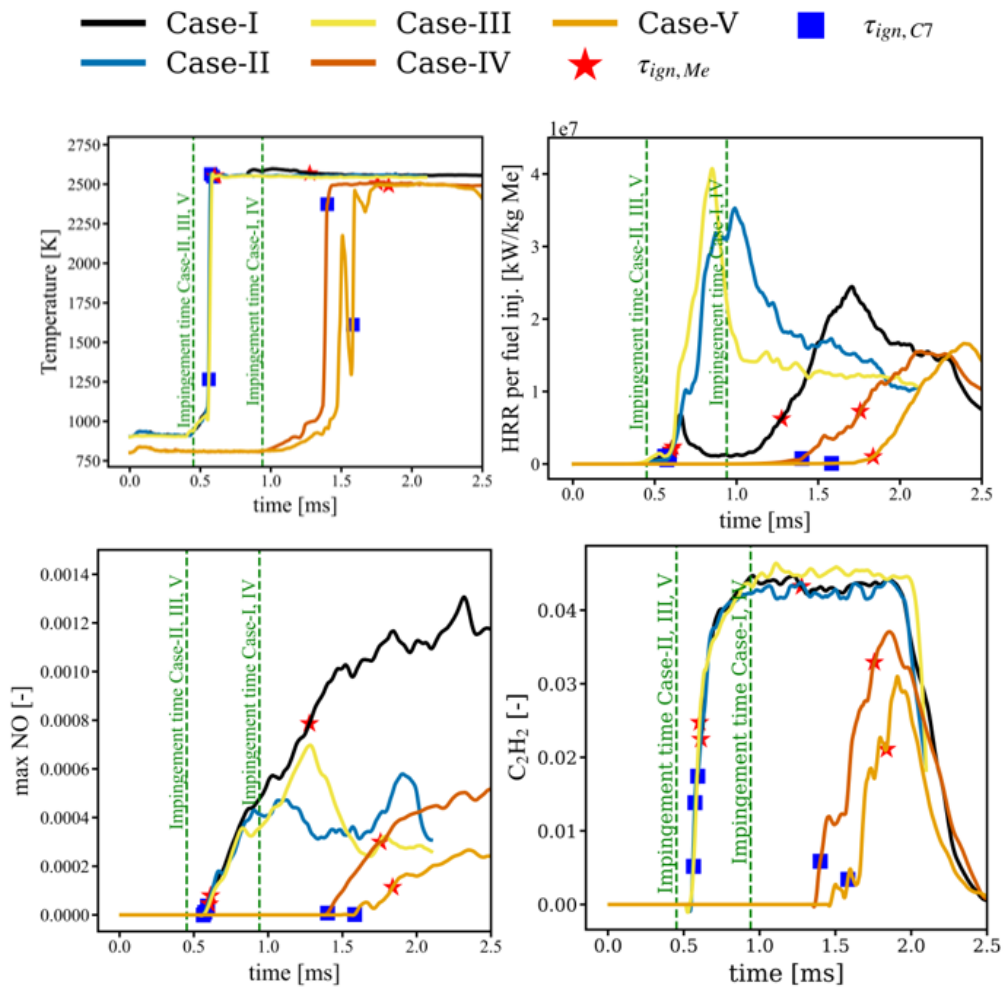 Case-I Case-III Case-V τign, C7
Case-II Case-IV τign, Me
Temperature [K]
2750
2500
2250
2000
1750
1500
1250
1000
750
Impingement time Case-II, III, V
Impingement time Case-I, IV
0.0 0.5 1.0 1.5 2.0 2.5
time [ms]
1e7
HRR per fuel inj. [kW/kg Me]
4
3
2
1
0
Impingement time Case-II, III, V
Impingement time Case-I, IV
0.0 0.5 1.0 1.5 2.0 2.5
time [ms]
max NO [-]
0.0014
0.0012
0.0010
0.0008
0.0006
0.0004
0.0002
0.0000
Impingement time Case-II, III, V
Impingement time Case-I, IV
0.0 0.5 1.0 1.5 2.0 2.5
time [ms]
C2H2 [-]
0.04
0.03
0.02
0.01
0.00
Impingement time Case-II, III, V
Impingement time Case-I, IV
0.0 0.5 1.0 1.5 2.0 2.5
time [ms]